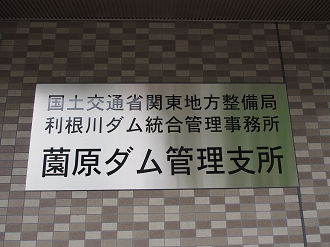 国土交通省関東地方整備局
利根川ダム統合管理事務所
薗原ダム管理支所